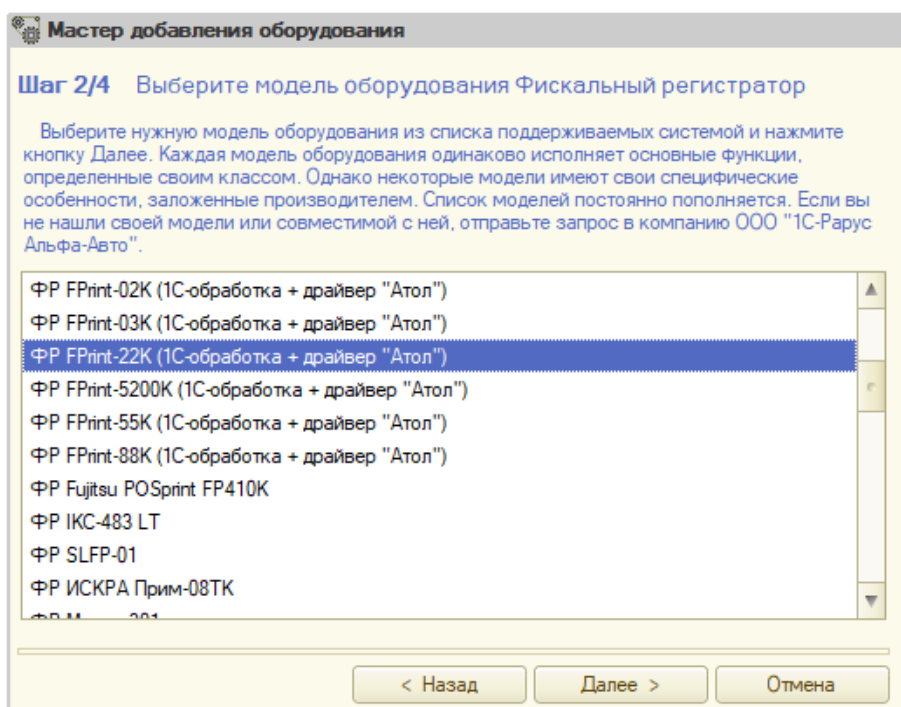 Мастер добавления оборудования
Шаг 2/4 Выберите модель оборудования Фискальный регистратор
Выберите нужную модель оборудования из списка поддерживаемых системой и нажмите
кнопку Далее. Каждая модель оборудования одинаково исполняет основные функции,
определенные своим классом. Однако некоторые модели имеют свои специфические
особенности, заложенные производителем. Список моделей постоянно пополняется. Если вы
не нашли своей модели или совместимой с ней, отправьте запрос в компанию ООО "1С-Рарус
Альфа-Авто".
ФР FPrint-02K (1С-обработка + драйвер "Атол")
ФР FPrint-03K (1С-обработка + драйвер "Атол")
ФР FPrint-22K (1С-обработка + драйвер "Атол")
ФР FPrint-5200K (1С-обработка + драйвер "Атол")
ФР FPrint-55K (1С-обработка + драйвер "Атол")
ФР FPrint-88K (1С-обработка + драйвер "Атол")
ФР Fujitsu POSprint FP410K
ФР IKC-483 LT
ФР SLFP-01
ФР ИСКРА Прим-08ТК
ФР
< Назад
Далее >
Отмена